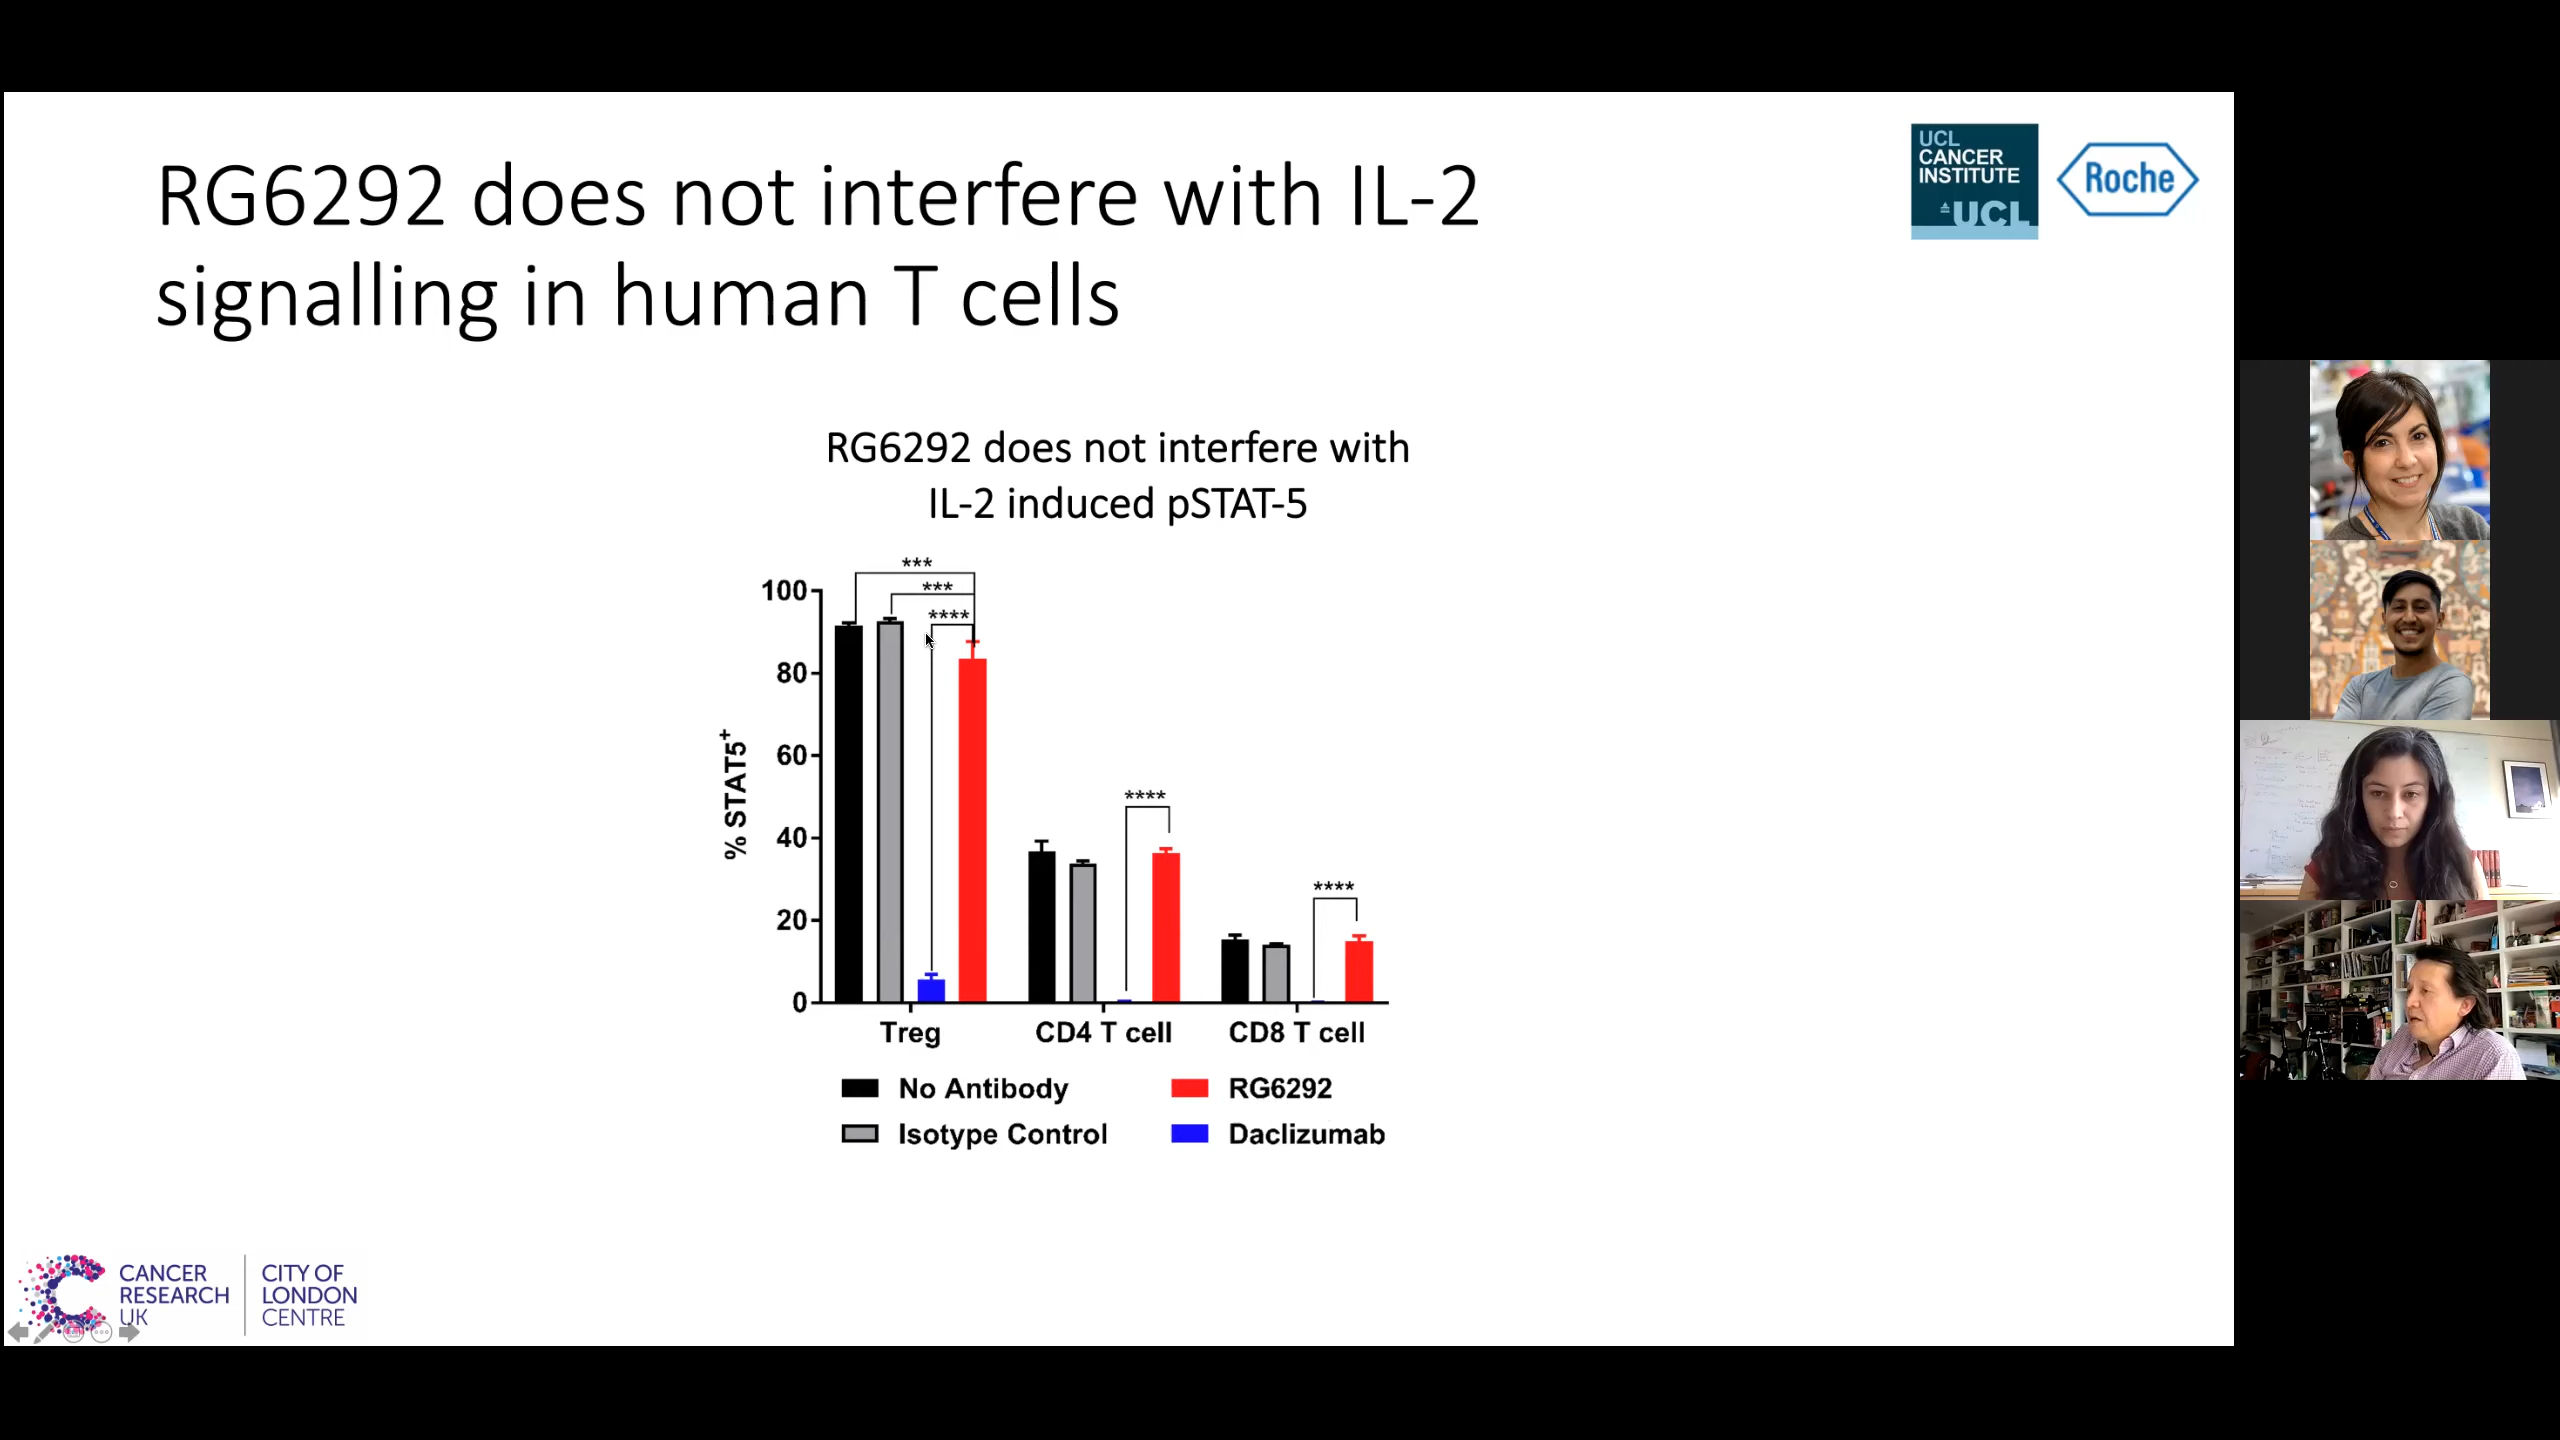 RG6292 does not interfere with IL-2
signalling in human T cells
UCL
CANCER
INSTITUTE
UCL
Roche
RG6292 does not interfere with
IL-2 induced pSTAT-5
***
***
****
****
****
100
80
60
40
20
0
% STAT5+
Treg
CD4 T cell
CD8 T cell
No Antibody
RG6292
Isotype Control
Daclizumab
CANCER
RESEARCH
UK
CITY OF
LONDON
CENTRE